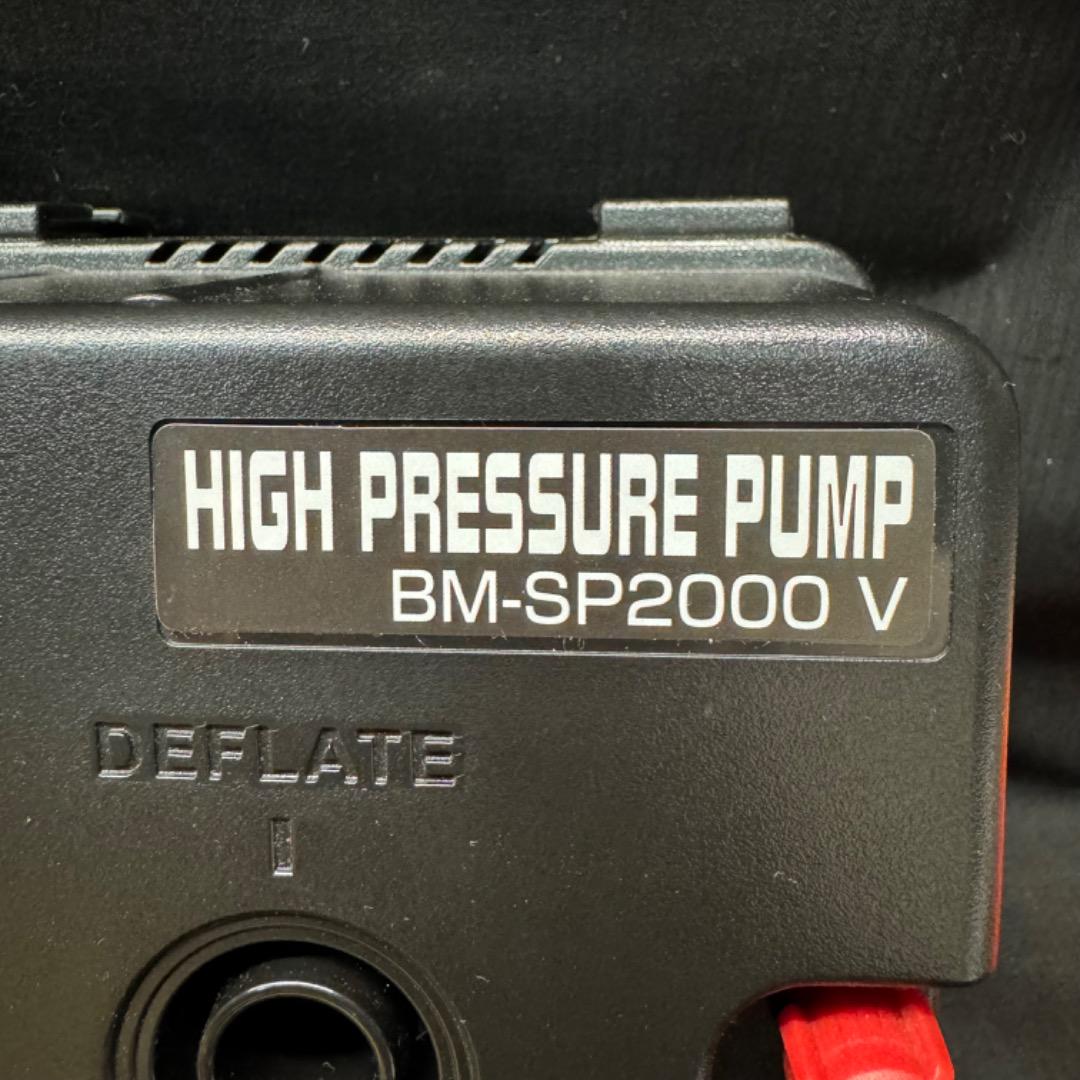 HIGH PRESSURE PUMP
BM-SP2000 V
DEFLATE